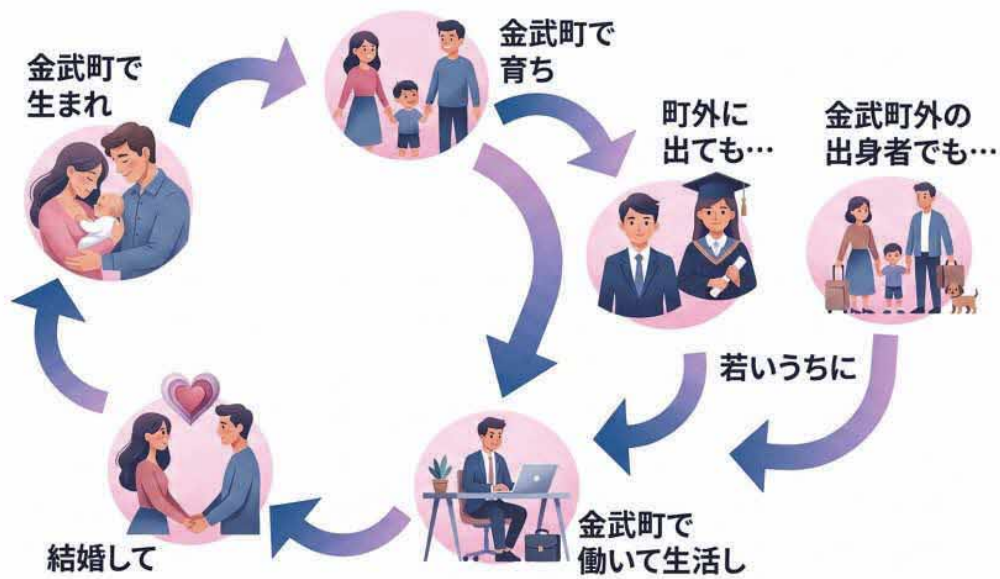 金武町で
生まれ
金武町で
育ち
町外に
出ても…
金武町外の
出身者でも…
若いうちに
金武町で
働いて生活し
結婚して